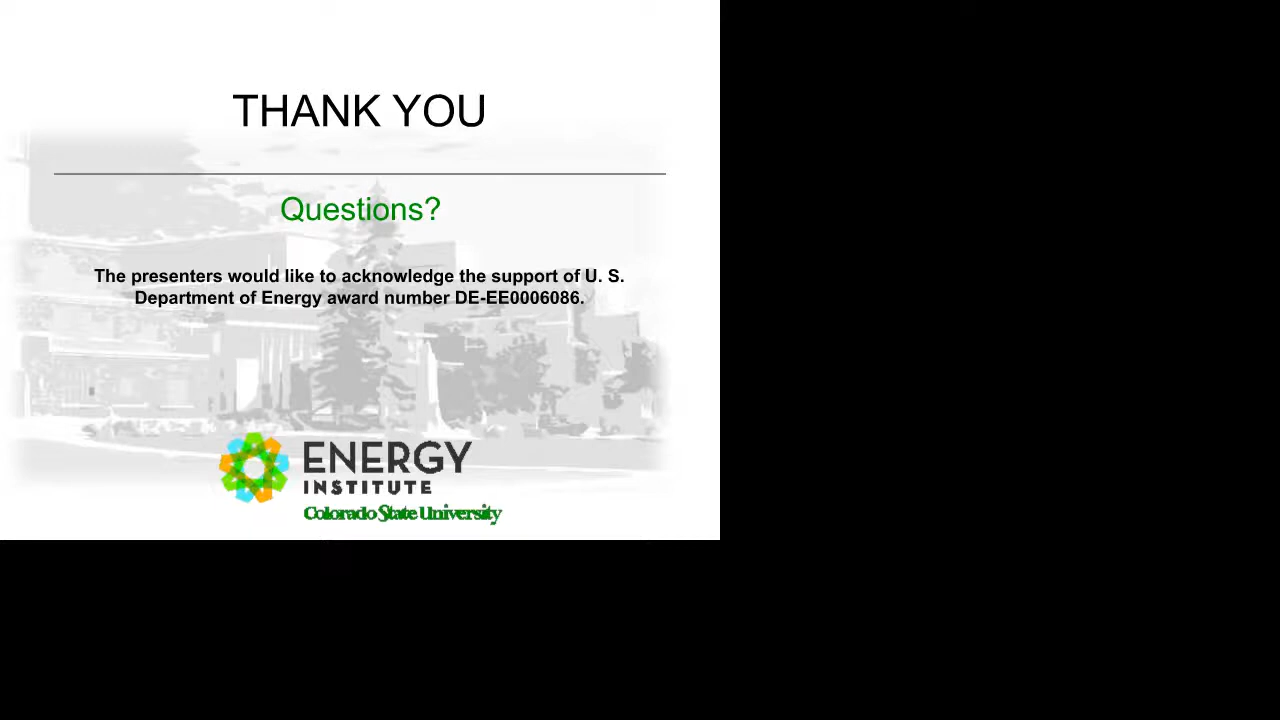 THANK YOU
Questions?
The presenters would like to acknowledge the support of U. S.
Department of Energy award number DE-EE0006086.
ENERGY
INSTITUTE
Colorado State University